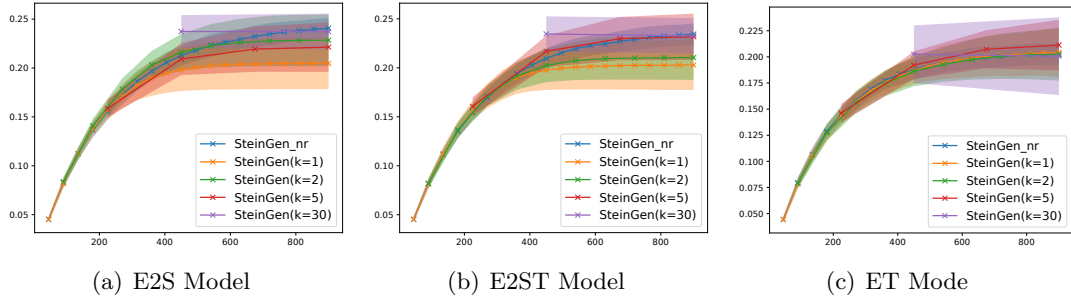 0.25
0.20
0.15
0.10
0.05
200 400 600 800
SteinGen_nr
SteinGen(k=1)
SteinGen(k=2)
SteinGen(k=5)
SteinGen(k=30)
(a) E2S Model
0.25
0.20
0.15
0.10
0.05
200 400 600 800
SteinGen_nr
SteinGen(k=1)
SteinGen(k=2)
SteinGen(k=5)
SteinGen(k=30)
(b) E2ST Model
0.225
0.200
0.175
0.150
0.125
0.100
0.075
0.050
200 400 600 800
SteinGen_nr
SteinGen(k=1)
SteinGen(k=2)
SteinGen(k=5)
SteinGen(k=30)
(c) ET Mode